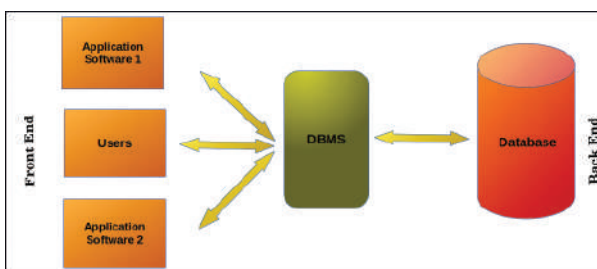 Front End
Application
Software 1
Users
Application
Software 2
DBMS
Database
Back End